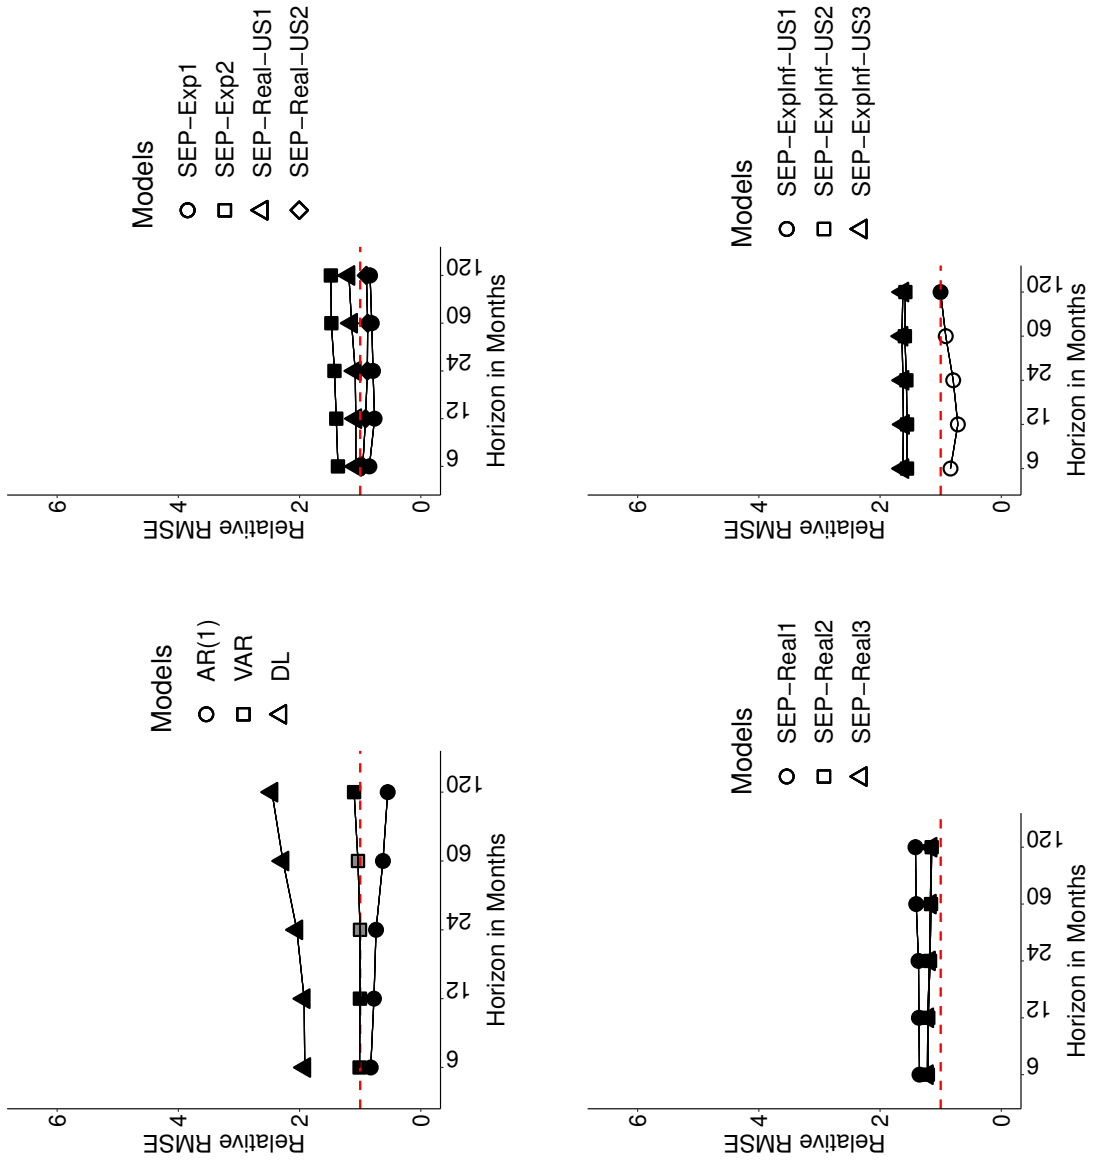 Relative RMSE
6
4
2
0
6
12
24
60
120
Horizon in Months
Models
AR(1)
VAR
DL
Relative RMSE
6
4
2
0
6
12
24
60
120
Horizon in Months
Models
SEP−Exp1
SEP−Exp2
SEP−Real−US1
SEP−Real−US2
Relative RMSE
6
4
2
0
6
12
24
60
120
Horizon in Months
Models
SEP−Real1
SEP−Real2
SEP−Real3
Relative RMSE
6
4
2
0
6
12
24
60
120
Horizon in Months
Models
SEP−ExpInf−US1
SEP−ExpInf−US2
SEP−ExpInf−US3